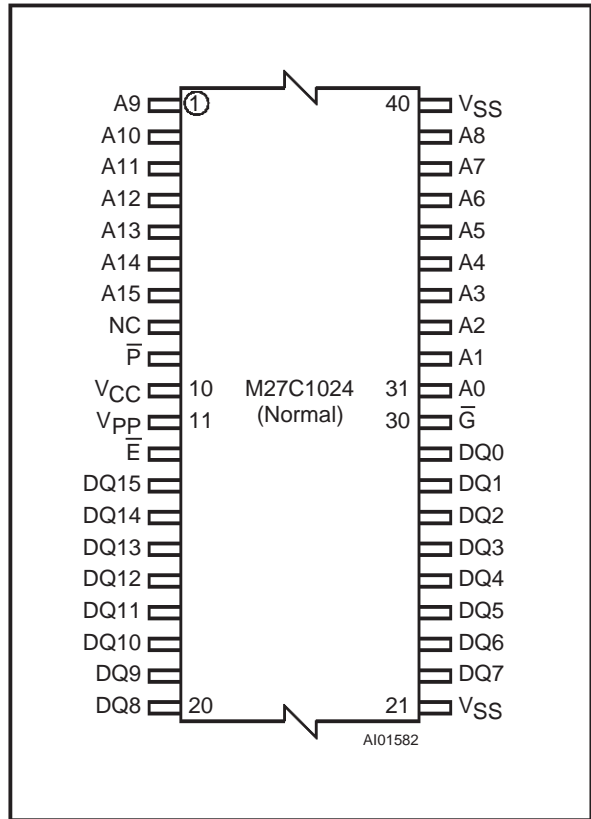 A9 1 40 VSS
A10 A8
A11 A7
A12 A6
A13 A5
A14 A4
A15 A3
NC A2
P̅ A1
VCC 10 M27C1024 31 A0
VPP 11 (Normal) 30 G̅
E̅ DQ0
DQ15 DQ1
DQ14 DQ2
DQ13 DQ3
DQ12 DQ4
DQ11 DQ5
DQ10 DQ6
DQ9 DQ7
DQ8 20 21 VSS
AI01582